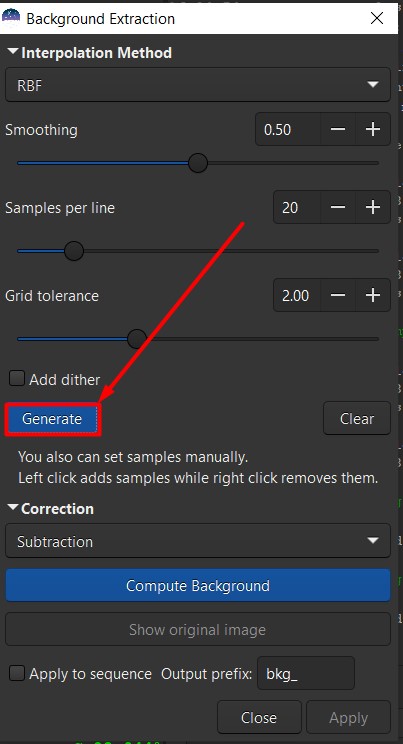 Background Extraction
Interpolation Method
RBF
Smoothing 0.50
Samples per line 20
Grid tolerance 2.00
Add dither
Generate Clear
You also can set samples manually.
Left click adds samples while right click removes them.
Correction
Subtraction
Compute Background
Show original image
Apply to sequence Output prefix: bkg_
Close Apply